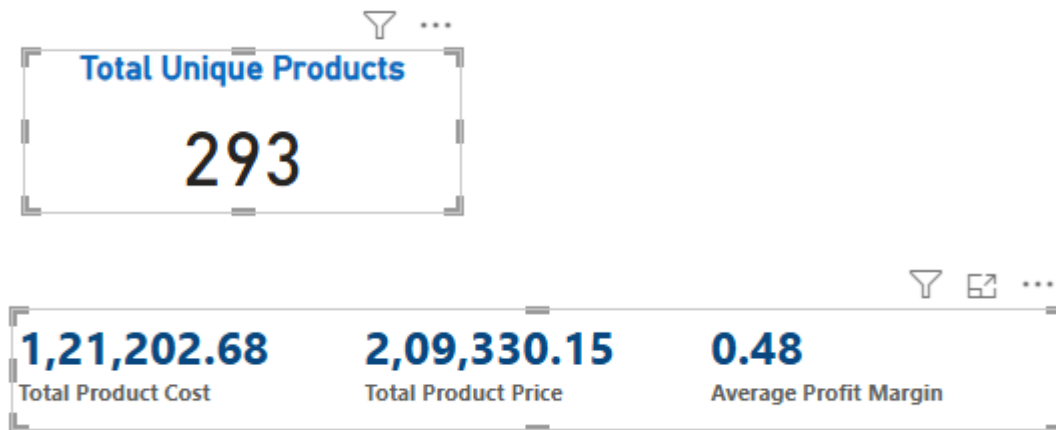 Total Unique Products
293
1,21,202.68 2,09,330.15 0.48
Total Product Cost Total Product Price Average Profit Margin